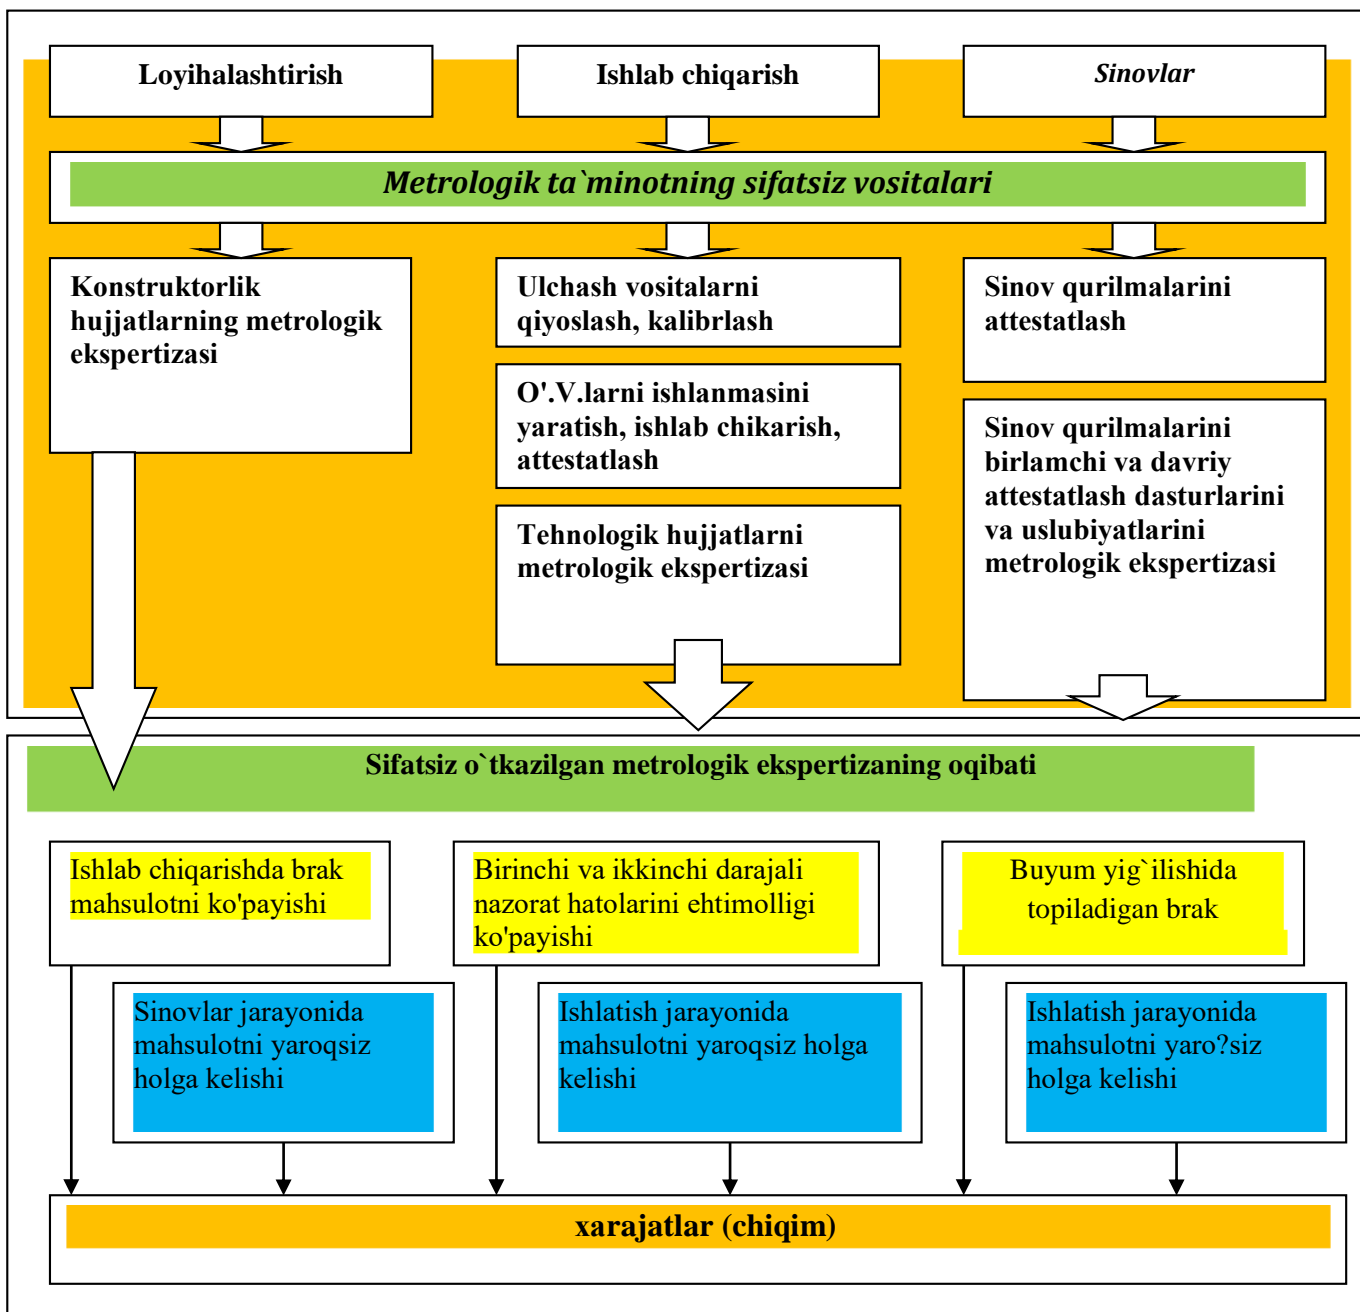 Loyihalashtirish
Ishlab chiqarish
Sinovlar
Metrologik ta`minotning sifatsiz vositalari
Konstruktorlik
hujjatlarning metrologik
ekspertizasi
Ulchash vositalarni
qiyoslash, kalibrlash
O'.V.larni ishlanmasini
yaratish, ishlab chikarish,
attestatlash
Tehnologik hujjatlarni
metrologik ekspertizasi
Sinov qurilmalarini
attestatlash
Sinov qurilmalarini
birlamchi va davriy
attestatlash dasturlarini
va uslubiyatlarini
metrologik ekspertizasi
Sifatsiz o`tkazilgan metrologik ekspertizaning oqibati
Ishlab chiqarishda brak
mahsulotni ko'payishi
Birinchi va ikkinchi darajali
nazorat hatolarini ehtimolligi
ko'payishi
Buyum yig`ilishida
topiladigan brak
Sinovlar jarayonida
mahsulotni yaroqsiz
holga kelishi
Ishlatish jarayonida
mahsulotni yaroqsiz holga
kelishi
Ishlatish jarayonida
mahsulotni yaro?siz
holga kelishi
xarajatlar (chiqim)